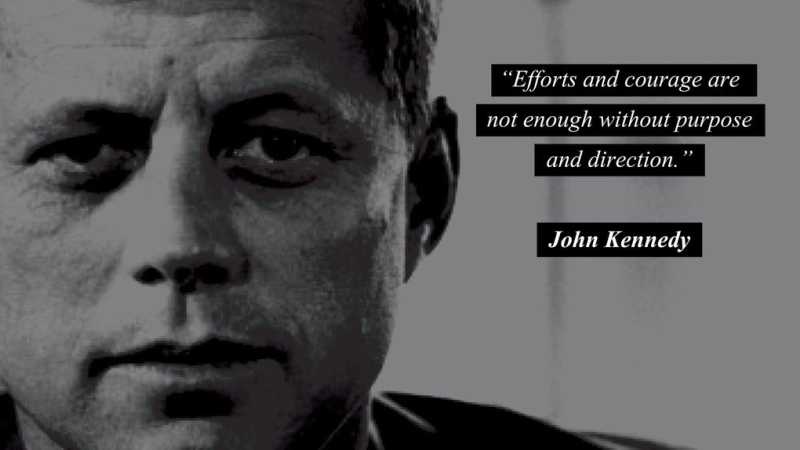 “Efforts and courage are
not enough without purpose
and direction.”
John Kennedy